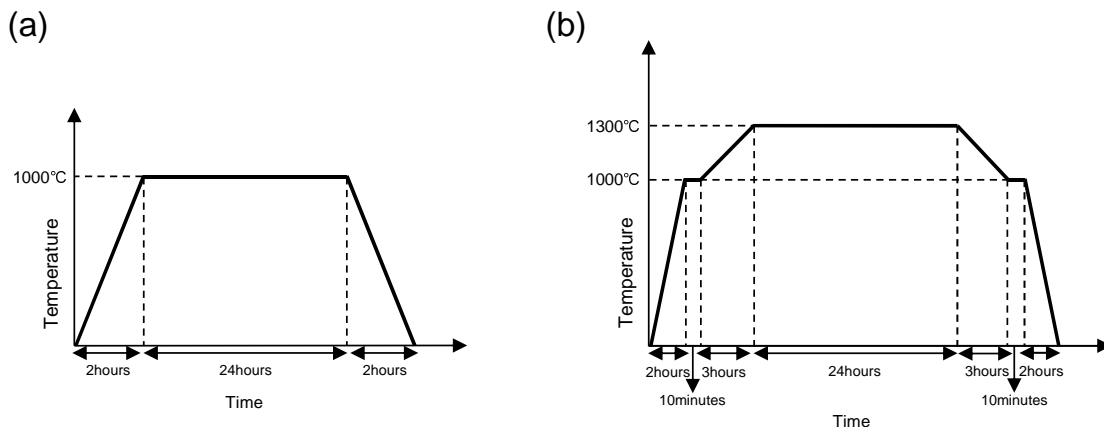 (a)
1000℃
Temperature
2hours
24hours
2hours
Time
(b)
1300℃
1000℃
Temperature
2hours
3hours
24hours
3hours
2hours
10minutes
10minutes
Time